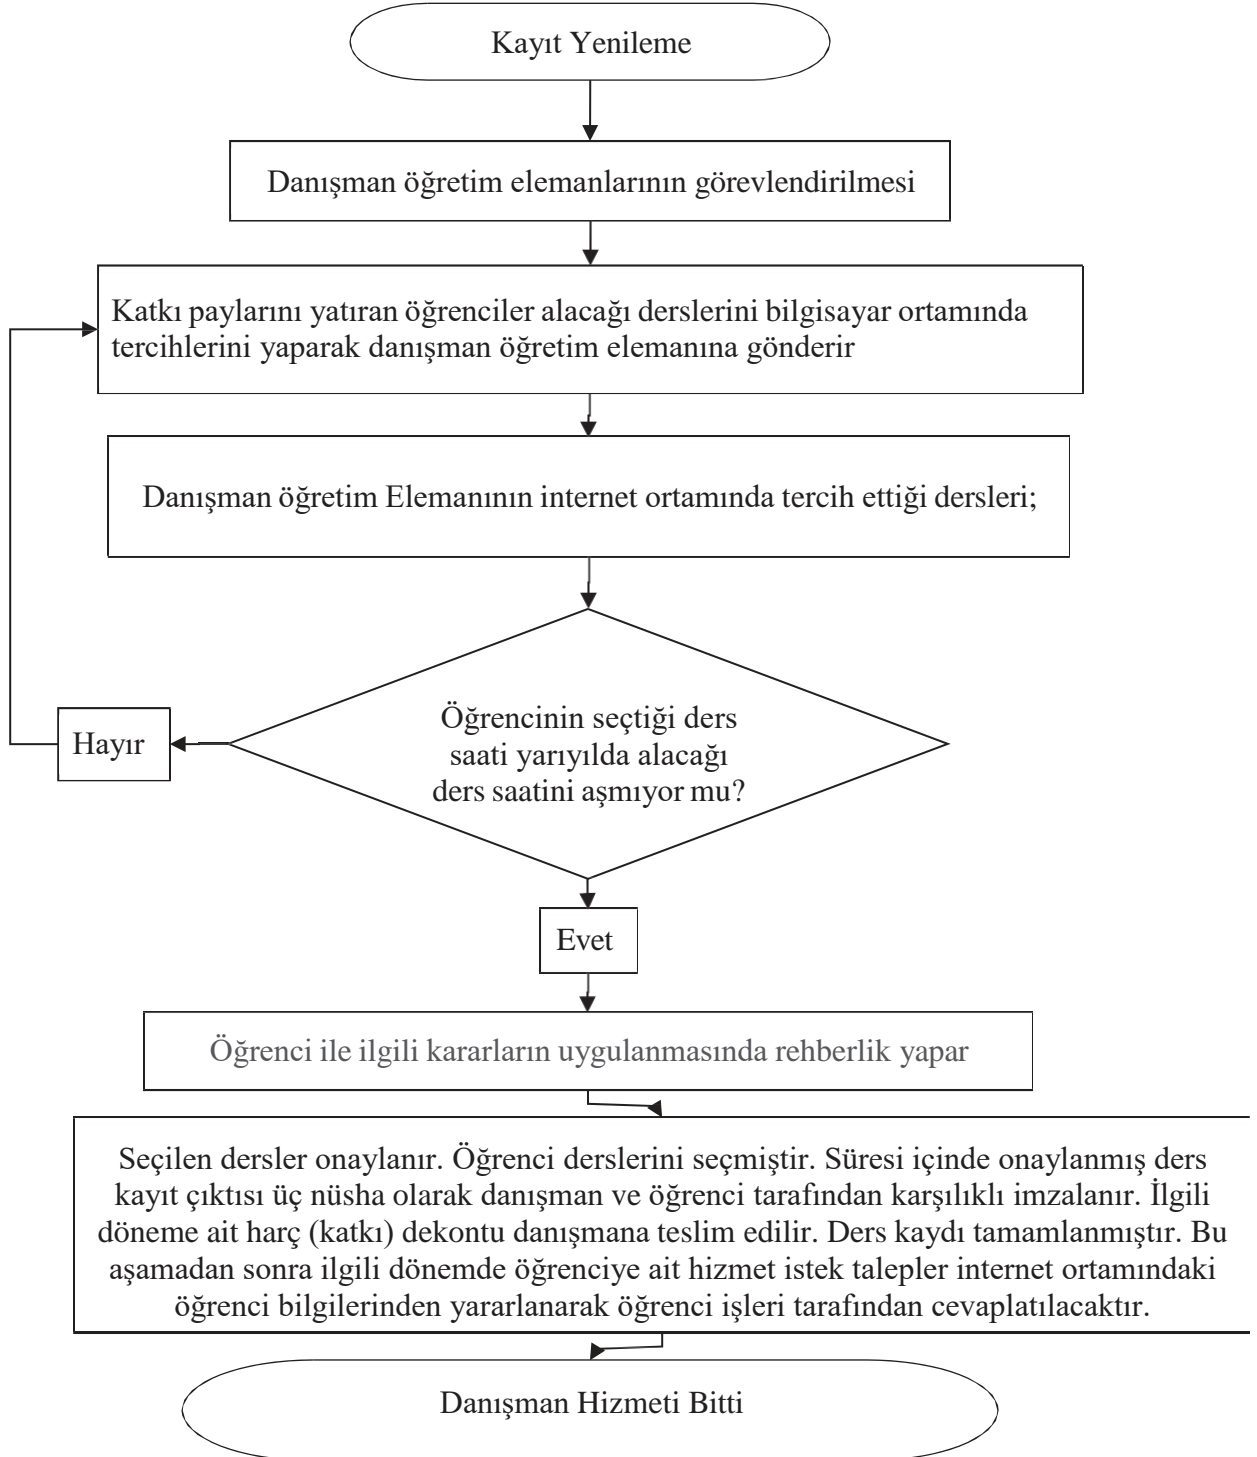 Kayıt Yenileme
Danışman öğretim elemanlarının görevlendirilmesi
Katkı paylarını yatıran öğrenciler alacağı derslerini bilgisayar ortamında
tercihlerini yaparak danışman öğretim elemanına gönderir
Danışman öğretim Elemanının internet ortamında tercih ettiği dersleri;
Öğrencinin seçtiği ders
saati yarıyılda alacağı
ders saatini aşmıyor mu?
Hayır
Evet
Öğrenci ile ilgili kararların uygulanmasında rehberlik yapar
Seçilen dersler onaylanır. Öğrenci derslerini seçmiştir. Süresi içinde onaylanmış ders
kayıt çıktısı üç nüsha olarak danışman ve öğrenci tarafından karşılıklı imzalanır. İlgili
döneme ait harç (katkı) dekontu danışmana teslim edilir. Ders kaydı tamamlanmıştır. Bu
aşamadan sonra ilgili dönemde öğrenciye ait hizmet istek talepler internet ortamındaki
öğrenci bilgilerinden yararlanarak öğrenci işleri tarafından cevaplatılacaktır.
Danışman Hizmeti Bitti